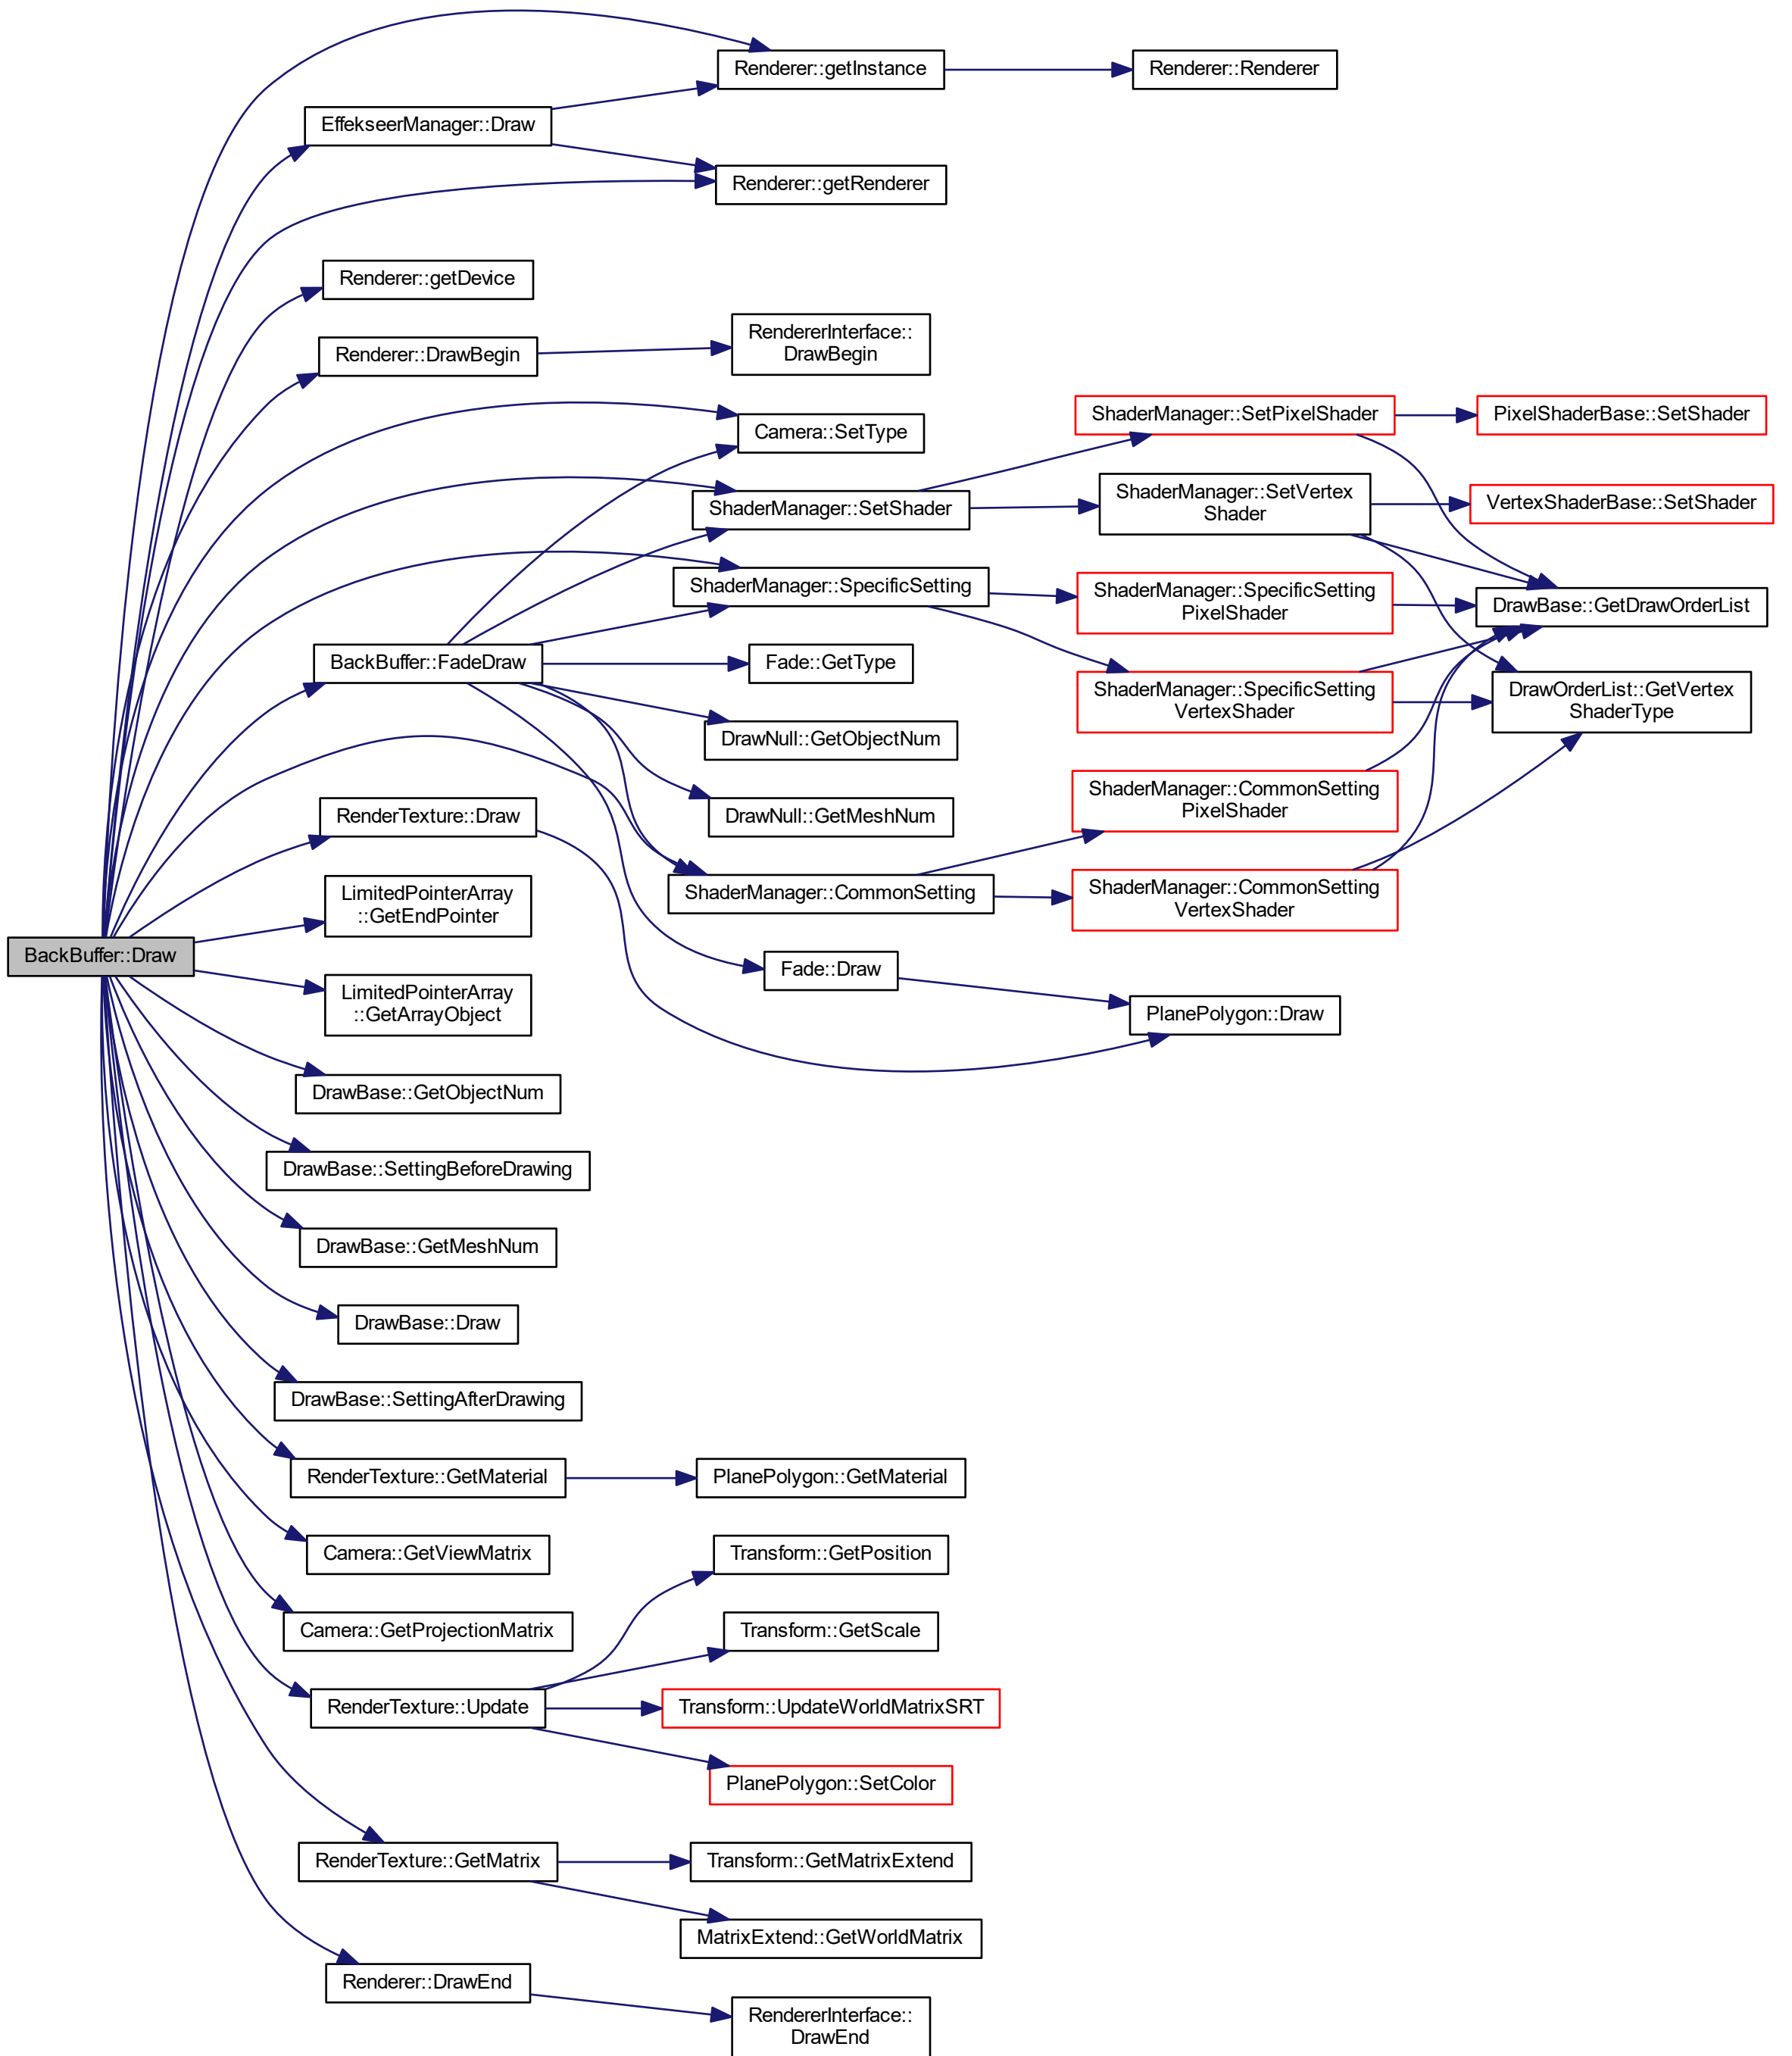 Renderer::getInstance
Renderer::Renderer
EffekseerManager::Draw
Renderer::getRenderer
Renderer::getDevice
RendererInterface::
DrawBegin
Renderer::DrawBegin
Camera::SetType
ShaderManager::SetPixelShader
PixelShaderBase::SetShader
ShaderManager::SetShader
ShaderManager::SetVertex
Shader
VertexShaderBase::SetShader
ShaderManager::SpecificSetting
ShaderManager::SpecificSetting
PixelShader
DrawBase::GetDrawOrderList
BackBuffer::FadeDraw
Fade::GetType
ShaderManager::SpecificSetting
VertexShader
DrawOrderList::GetVertex
ShaderType
DrawNull::GetObjectNum
RenderTexture::Draw
DrawNull::GetMeshNum
ShaderManager::CommonSetting
PixelShader
LimitedPointerArray
::GetEndPointer
ShaderManager::CommonSetting
ShaderManager::CommonSetting
VertexShader
BackBuffer::Draw
Fade::Draw
LimitedPointerArray
::GetArrayObject
PlanePolygon::Draw
DrawBase::GetObjectNum
DrawBase::SettingBeforeDrawing
DrawBase::GetMeshNum
DrawBase::Draw
DrawBase::SettingAfterDrawing
RenderTexture::GetMaterial
PlanePolygon::GetMaterial
Camera::GetViewMatrix
Transform::GetPosition
Camera::GetProjectionMatrix
Transform::GetScale
RenderTexture::Update
Transform::UpdateWorldMatrixSRT
PlanePolygon::SetColor
RenderTexture::GetMatrix
Transform::GetMatrixExtend
MatrixExtend::GetWorldMatrix
Renderer::DrawEnd
RendererInterface::
DrawEnd